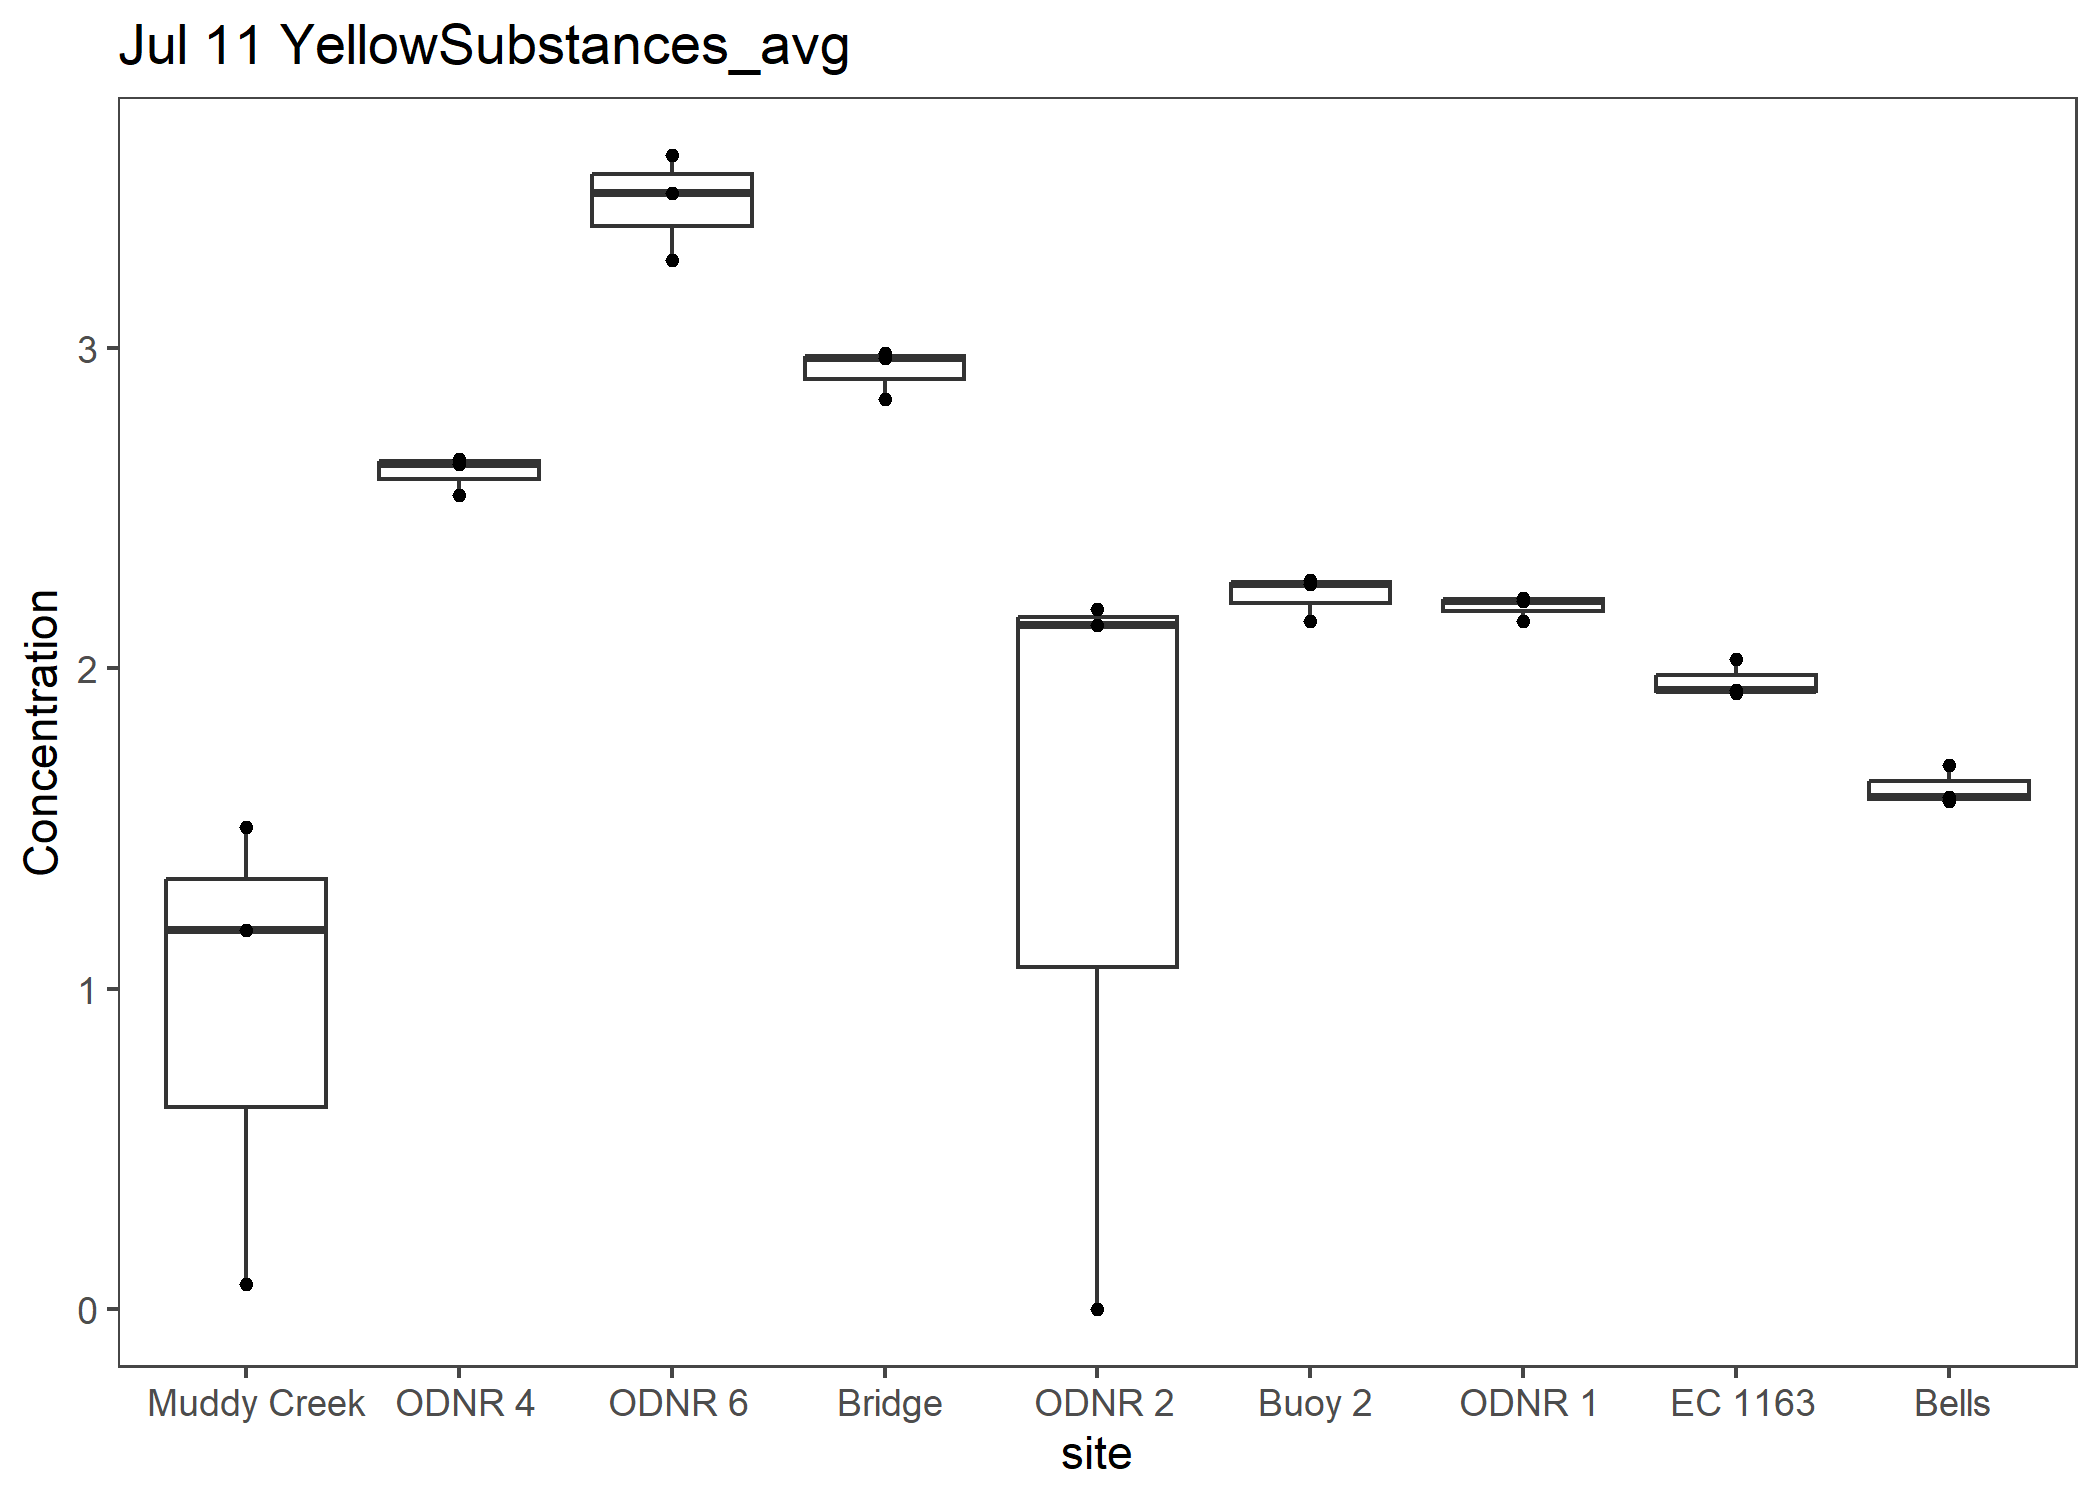 Jul 11 YellowSubstances_avg
Concentration
3
2
1
0
Muddy Creek ODNR 4 ODNR 6 Bridge ODNR 2 Buoy 2 ODNR 1 EC 1163 Bells
site